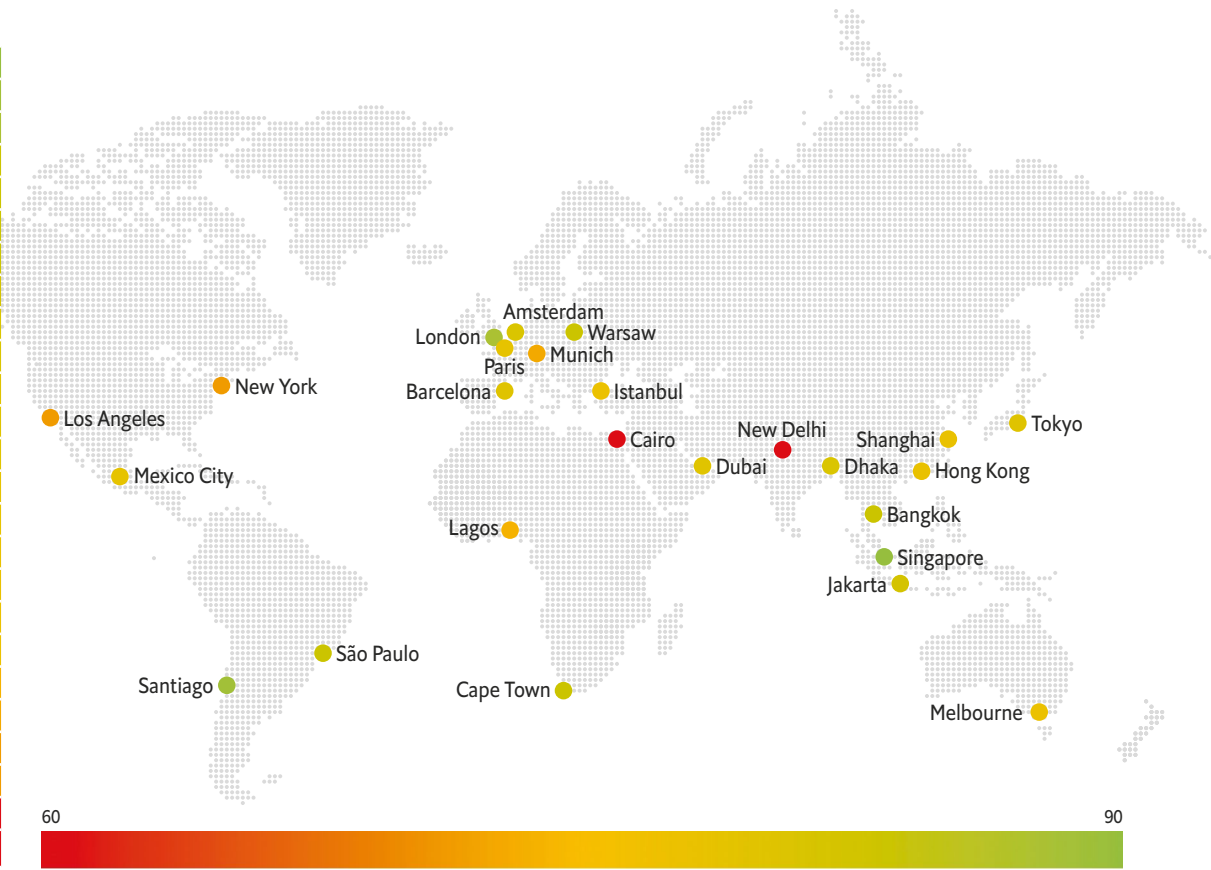 Amsterdam
London
Warsaw
Munich
Paris
Barcelona
Istanbul
New York
Los Angeles
Mexico City
Cairo
New Delhi
Shanghai
Tokyo
Dubai
Dhaka
Hong Kong
Bangkok
Lagos
Singapore
Jakarta
São Paulo
Santiago
Cape Town
Melbourne
60
90